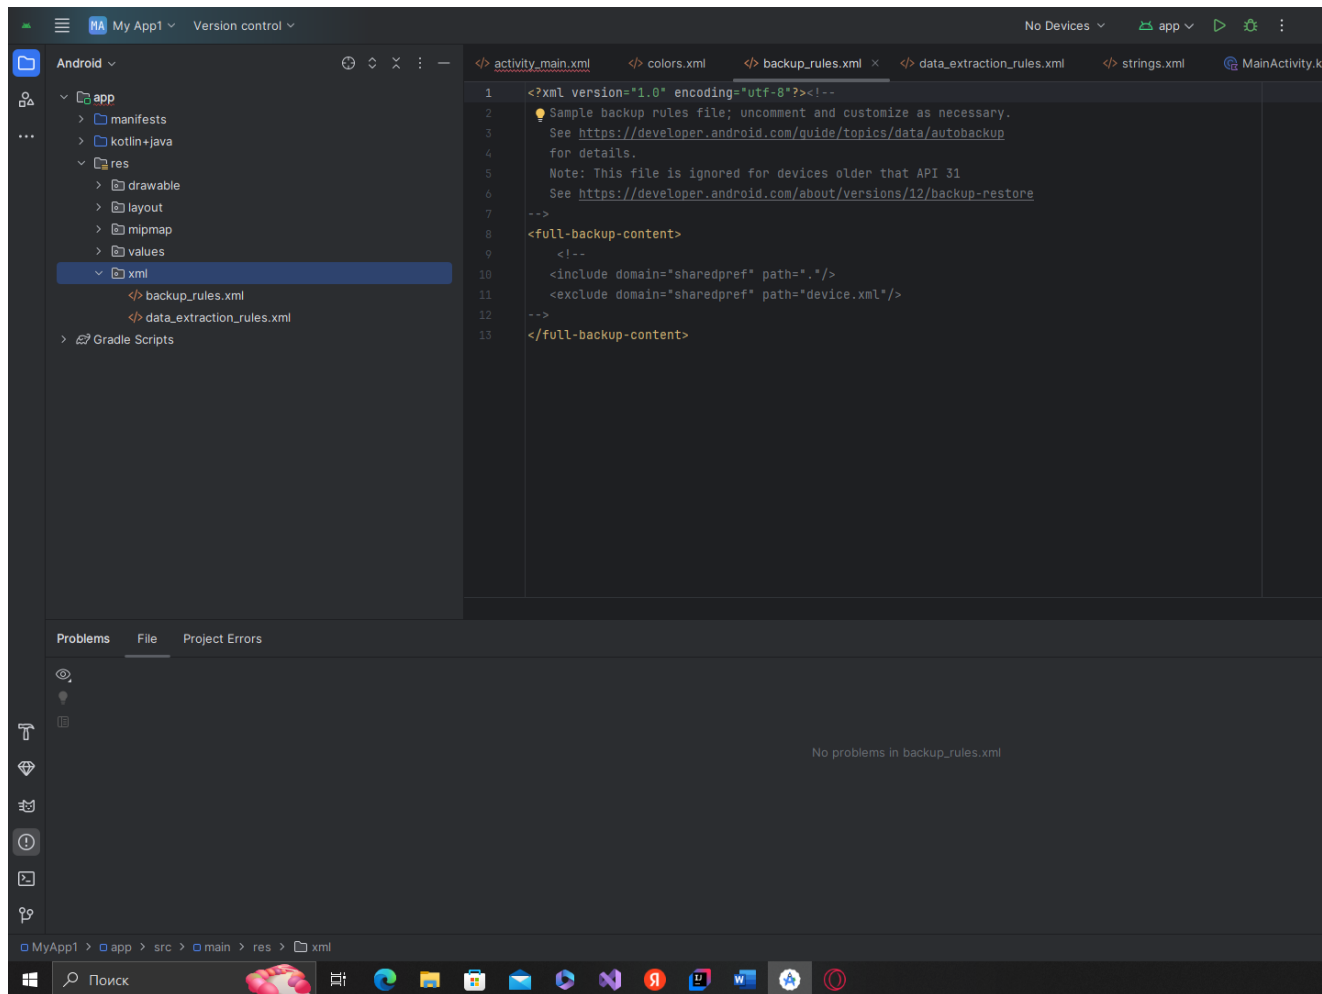 MA My App1 Version control No Devices app
Android
activity_main.xml colors.xml backup_rules.xml data_extraction_rules.xml strings.xml MainActivity.k
app
manifests
kotlin+java
res
drawable
layout
mipmap
values
xml
backup_rules.xml
data_extraction_rules.xml
Gradle Scripts
1 <?xml version="1.0" encoding="utf-8"?><!--
2 Sample backup rules file; uncomment and customize as necessary.
3 See https://developer.android.com/guide/topics/data/autobackup
4 for details.
5 Note: This file is ignored for devices older that API 31
6 See https://developer.android.com/about/versions/12/backup-restore
7 -->
8 <full-backup-content>
9 <!--
10 <include domain="sharedpref" path="."/>
11 <exclude domain="sharedpref" path="device.xml"/>
12 -->
13 </full-backup-content>
Problems File Project Errors
No problems in backup_rules.xml
MyApp1 > app > src > main > res > xml
Поиск